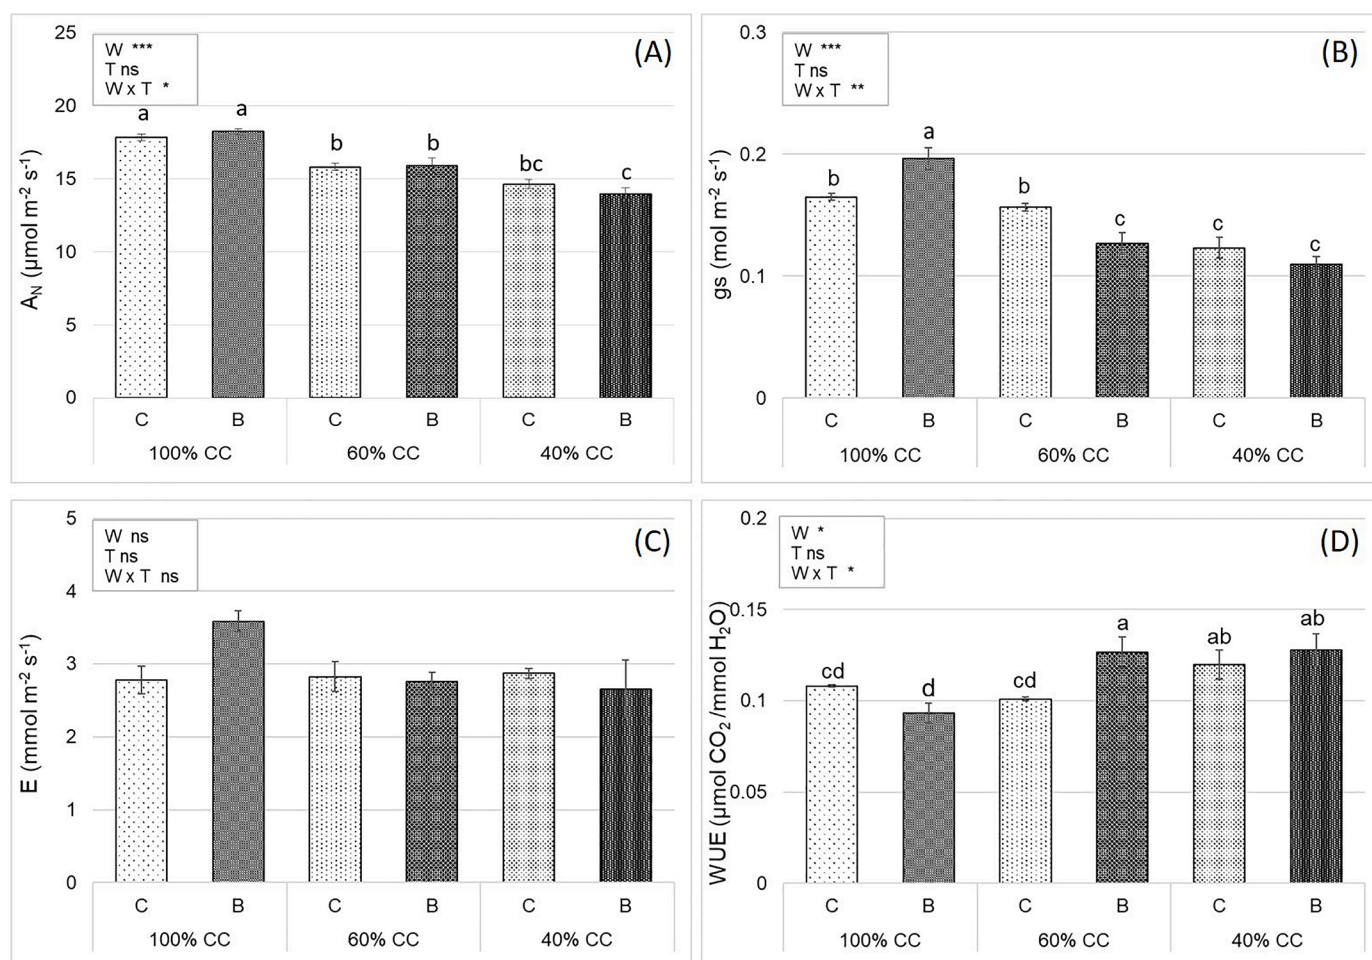 25
20
15
10
5
0
A_N (µmol m⁻² s⁻¹)
W ***
T ns
W x T *
(A)
a
a
b
b
bc
c
C B C B C B
100% CC 60% CC 40% CC
0.3
0.2
0.1
0
gs (mol m⁻² s⁻¹)
W ***
T ns
W x T **
(B)
b
a
b
c
c
c
C B C B C B
100% CC 60% CC 40% CC
5
4
3
2
1
0
E (mmol m⁻² s⁻¹)
W ns
T ns
W x T ns
(C)
C B C B C B
100% CC 60% CC 40% CC
0.2
0.15
0.1
0.05
0
WUE (µmol CO₂/mmol H₂O)
W *
T ns
W x T *
(D)
cd
d
cd
a
ab
ab
C B C B C B
100% CC 60% CC 40% CC